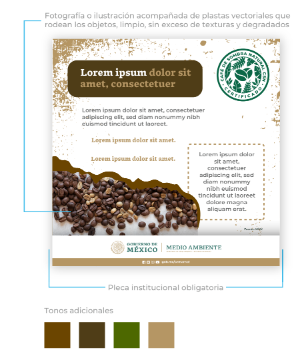 Fotografía o ilustración acompañada de plastas vectoriales que
rodean los objetos, limpio, sin exceso de texturas y degradados
Lorem ipsum dolor sit
amet, consectetuer
CERTIFICADO
Lorem ipsum dolor sit amet, consectetuer
adipiscing elit, sed diam nonummy nibh
euismod tincidunt ut laoreet.
Lorem ipsum dolor sit amet.
Lorem ipsum dolor sit amet.
Lorem ipsum dolor
sit amet,
consectetuer
adipiscing elit, sed
diam nonummy
nibh euismod
tincidunt ut laoreet
dolore magna
aliquam erat.
GOBIERNO DE
MÉXICO
MEDIO AMBIENTE
Pleca institucional obligatoria
Tonos adicionales